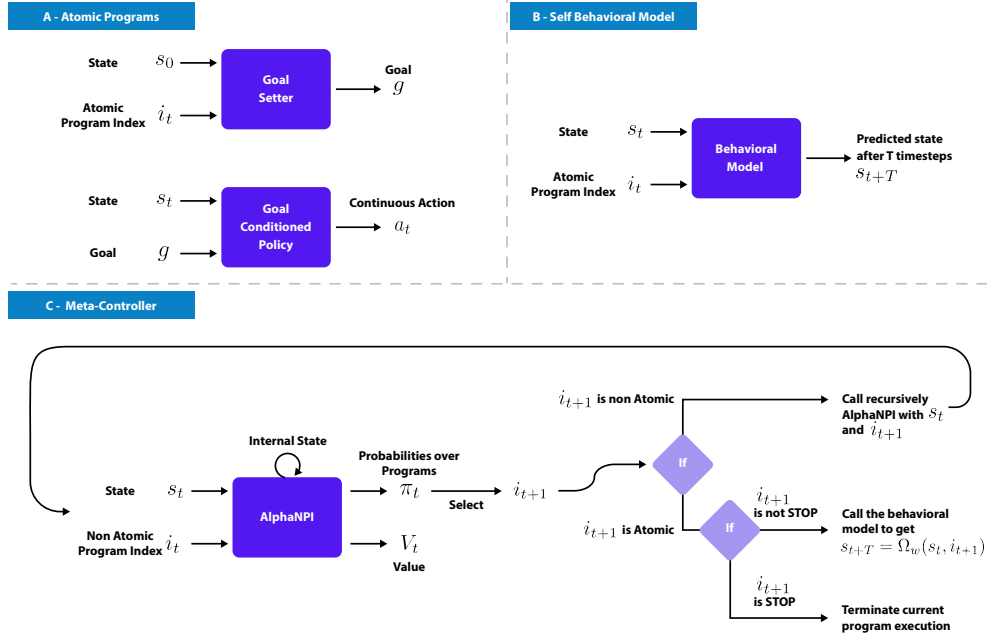 A - Atomic Programs
State s_0
Goal
Setter
Goal
g
Atomic
Program Index i_t
State s_t
Goal
Conditioned
Policy
Continuous Action
a_t
Goal g
B - Self Behavioral Model
State s_t
Behavioral
Model
Predicted state
after T timesteps
s_{t+T}
Atomic
Program Index i_t
C - Meta-Controller
i_{t+1} is non Atomic
Call recursively
AlphaNPI with s_t
and i_{t+1}
Internal State
Probabilities over
Programs
State s_t
AlphaNPI
π_t
Select
i_{t+1}
If
Non Atomic
Program Index i_t
V_t
Value
i_{t+1} is Atomic
If
i_{t+1}
is not STOP
Call the behavioral
model to get
s_{t+T} = Ω_w(s_t, i_{t+1})
i_{t+1}
is STOP
Terminate current
program execution